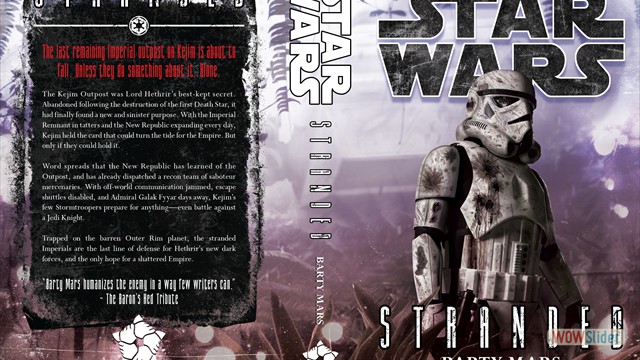 STRANDED
The last remaining Imperial outpost on Kejim is about to
fall. Unless they do something about it. Alone.
The Kejim Outpost was Lord Hethrir's best-kept secret.
Abandoned following the destruction of the first Death Star, it
had finally found a new and sinister purpose. With the Imperial
Remnant in tatters and the New Republic expanding every day,
Kejim held the card that could turn the tide for the Empire. But
only if they could hold it.
Word spreads that the New Republic has learned of the
Outpost, and has already dispatched a recon team of saboteur
mercenaries. With off-world communication jammed, escape
shuttles disabled, and Admiral Galak Fyyar days away, Kejim's
few Stormtroopers prepare for anything—even battle against
a Jedi Knight.
Trapped on the barren Outer Rim planet, the stranded
Imperials are the last line of defense for Hethrir's new dark
forces, and the only hope for a shattered Empire.
"Barty Mars humanizes the enemy in a way few writers can."
- The Baron's Red Tribute
STAR
WARS
STRANDED
BARTY MARS
STAR
WARS
STRANDED
BARTY MARS
WOWSlider